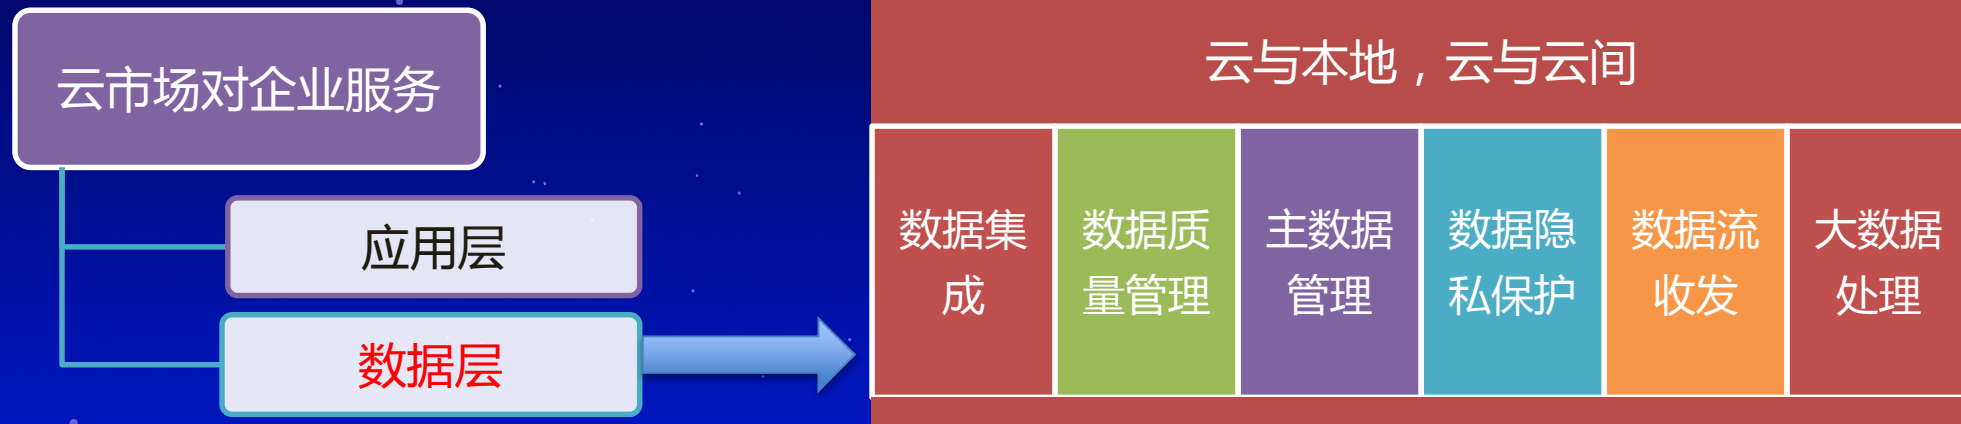 云市场对企业服务
应用层
数据层
云与本地，云与云间
数据集
成
数据质
量管理
主数据
管理
数据隐
私保护
数据流
收发
大数据
处理